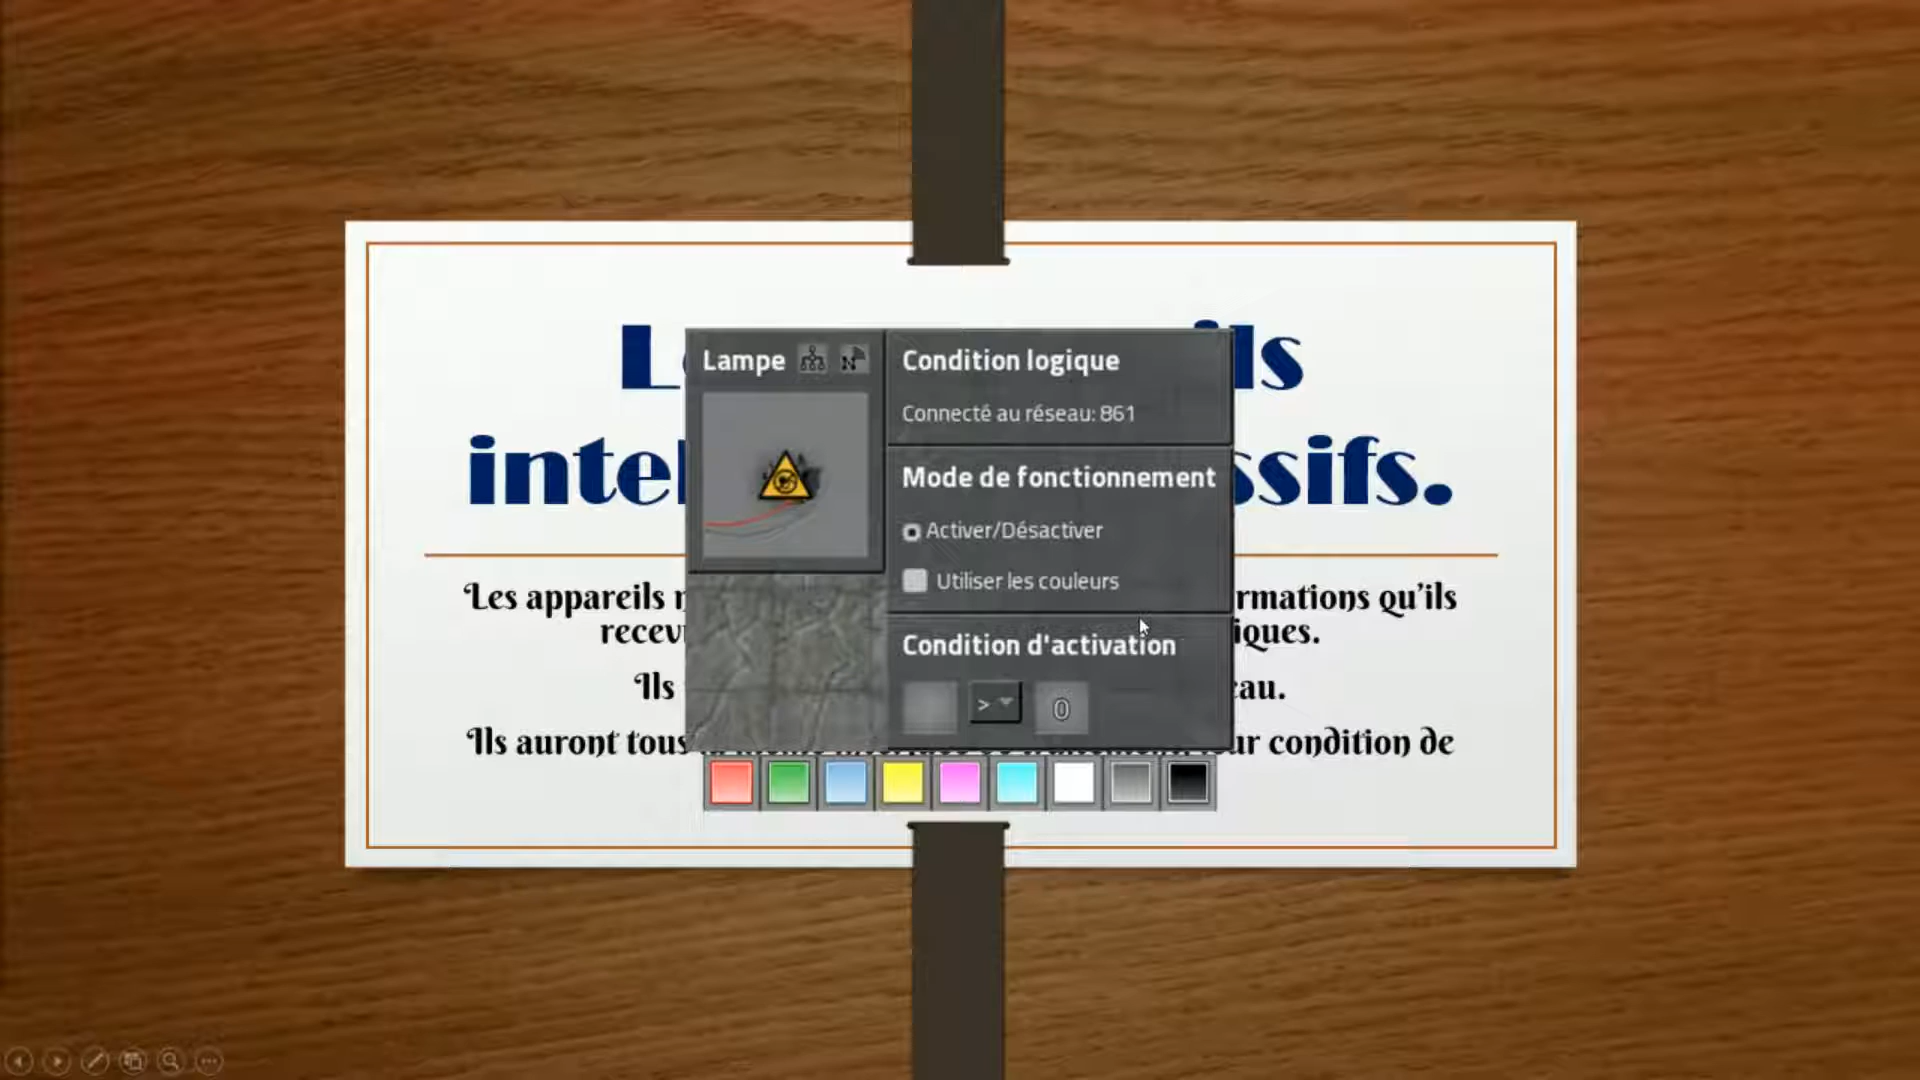 ils
inte ssifs.
Lampe
Condition logique
Connecté au réseau: 861
Mode de fonctionnement
Activer/Désactiver
Utiliser les couleurs
Condition d'activation
> 0
Les appareils rmations qu'ils
recev iques.
Ils eau.
Ils auront tous ur condition de